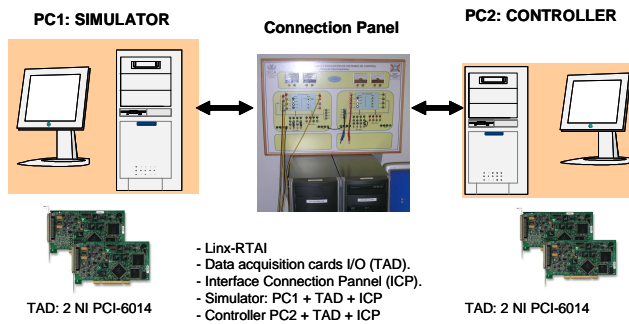 PC1: SIMULATOR
Connection Panel
PC2: CONTROLLER
- Linx-RTAI
- Data acquisition cards I/O (TAD).
- Interface Connection Pannel (ICP).
- Simulator: PC1 + TAD + ICP
- Controller PC2 + TAD + ICP
TAD: 2 NI PCI-6014
TAD: 2 NI PCI-6014